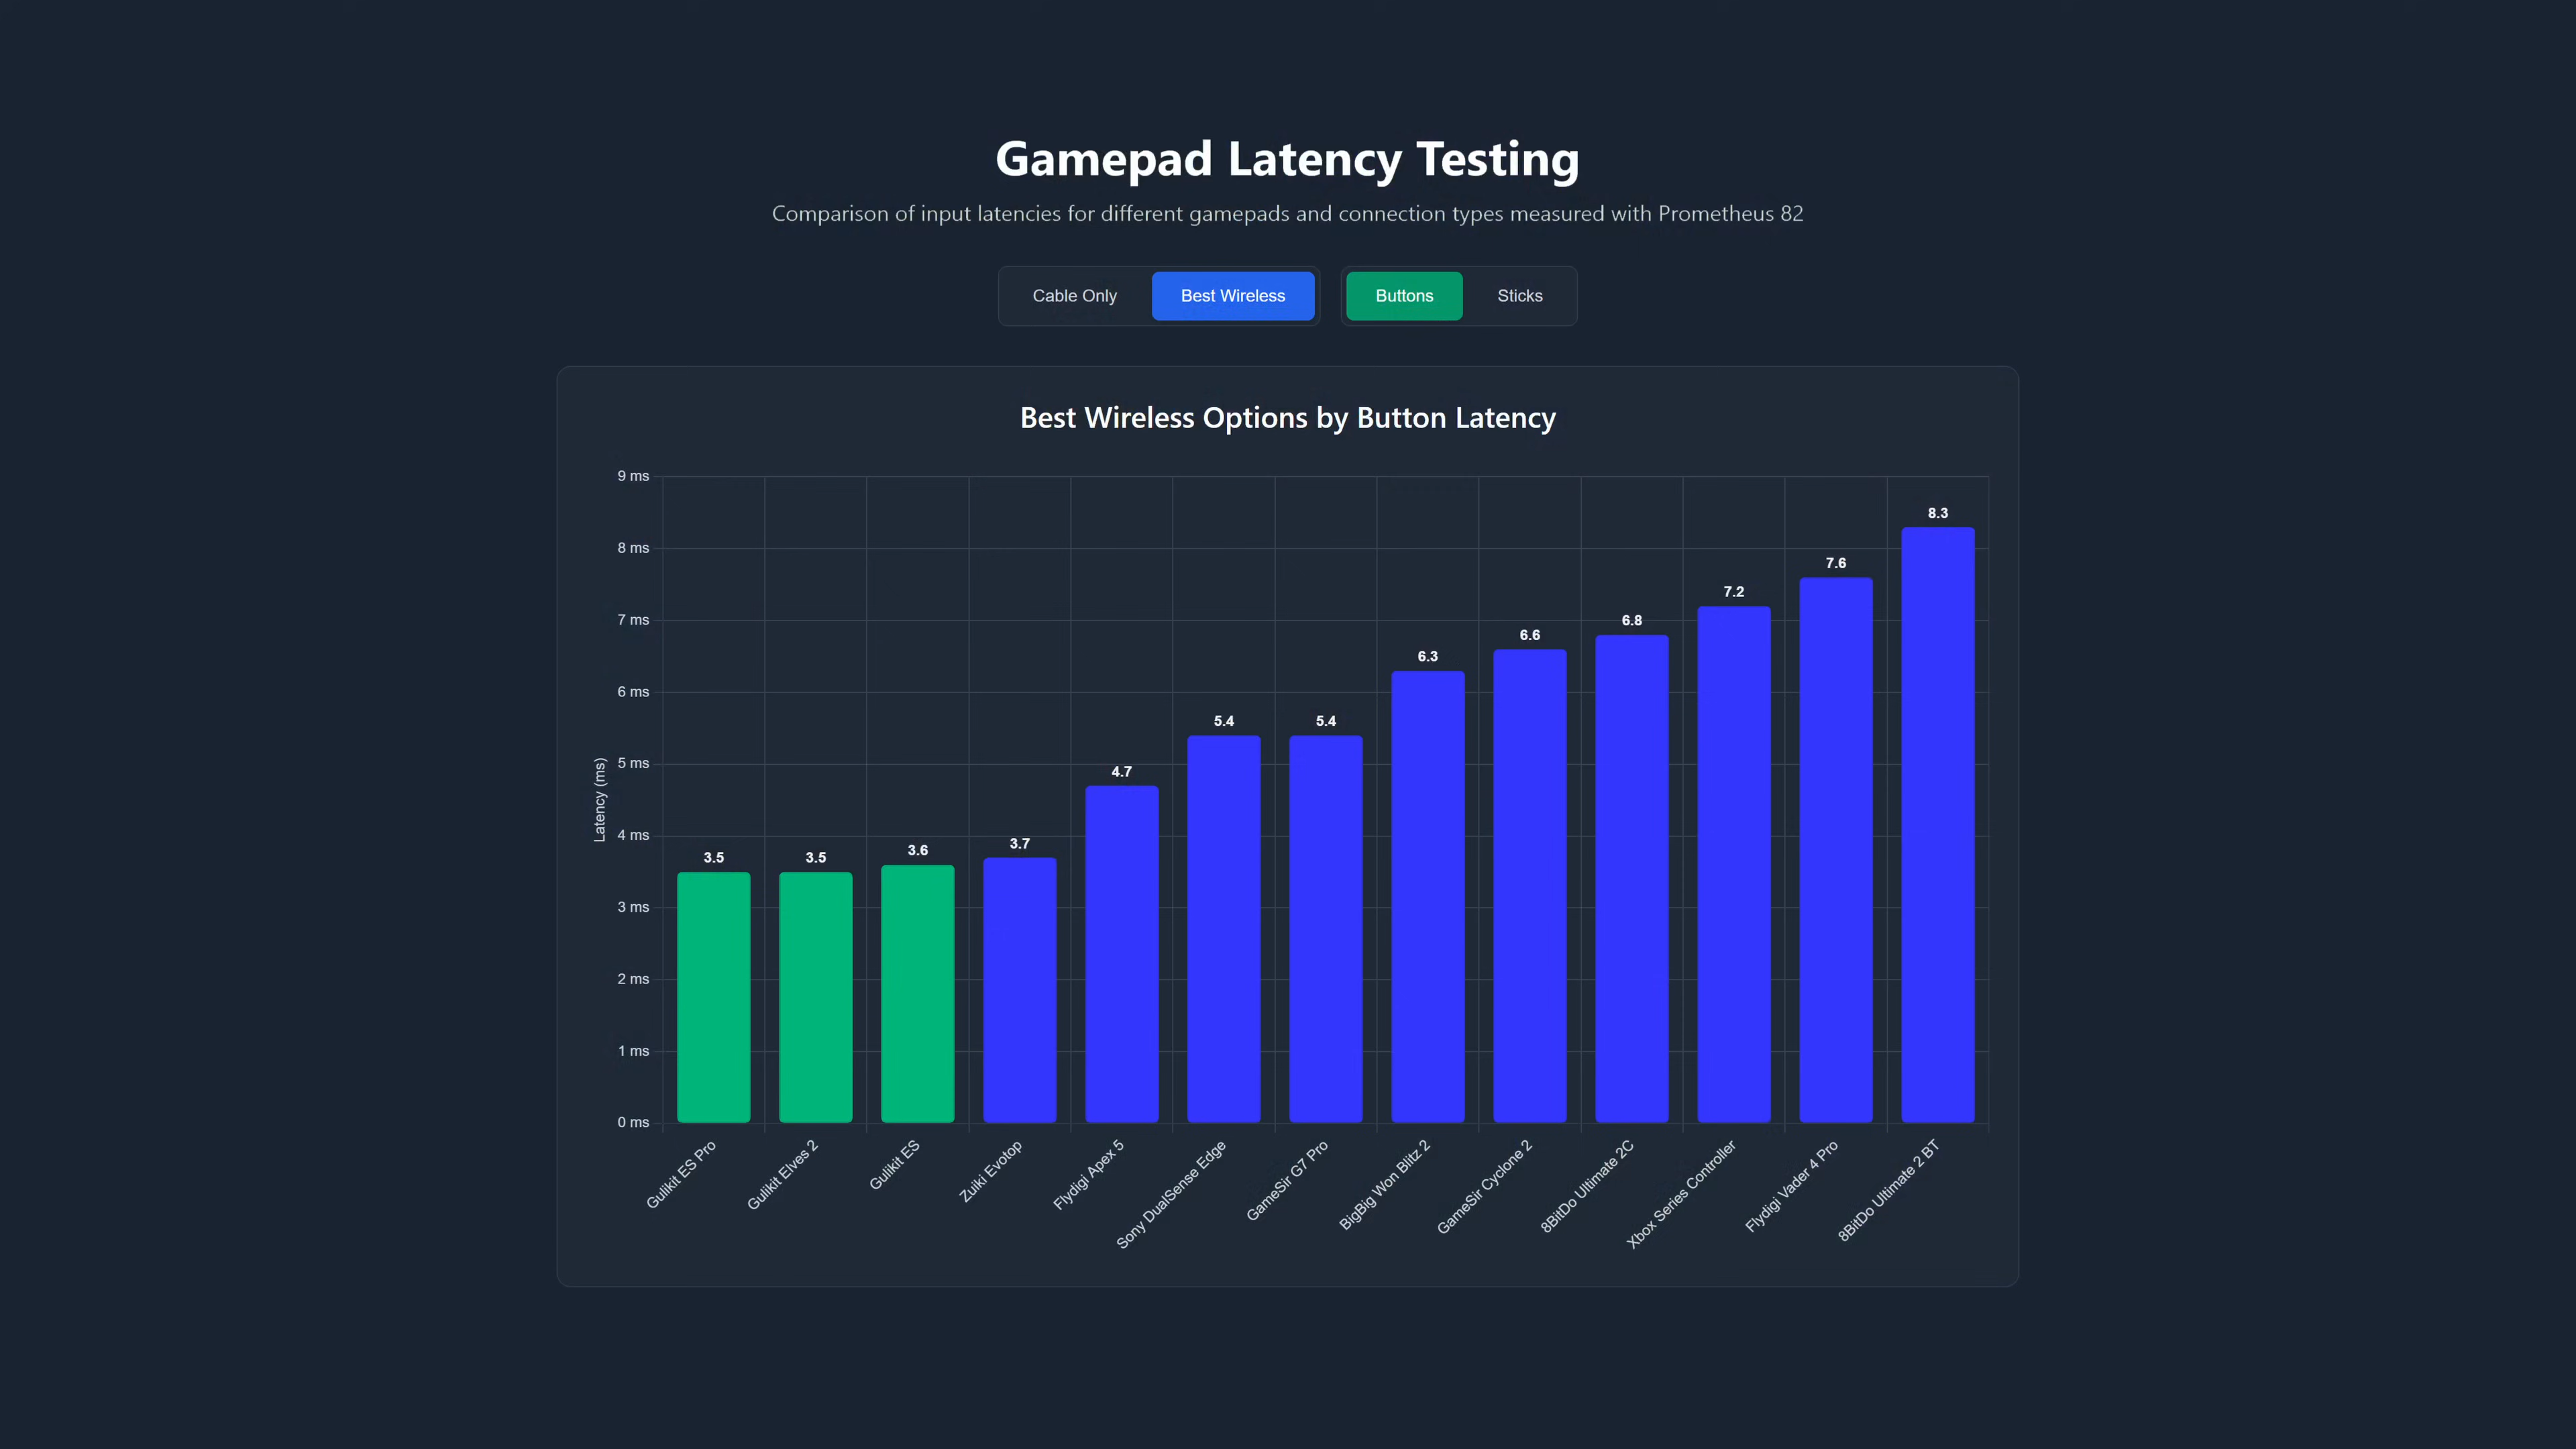 Gamepad Latency Testing
Comparison of input latencies for different gamepads and connection types measured with Prometheus 82
Cable Only
Best Wireless
Buttons
Sticks
Best Wireless Options by Button Latency
Latency (ms)
9 ms
8 ms
7 ms
6 ms
5 ms
4 ms
3 ms
2 ms
1 ms
0 ms
3.5
3.5
3.6
3.7
4.7
5.4
5.4
6.3
6.6
6.8
7.2
7.6
8.3
Gulikit ES Pro
Gulikit Elves 2
Gulikit ES
Zuiki Evotop
Flydigi Apex 5
Sony DualSense Edge
GameSir G7 Pro
BigBig Won Blitz 2
GameSir Cyclone 2
8BitDo Ultimate 2C
Xbox Series Controller
Flydigi Vader 4 Pro
8BitDo Ultimate 2 BT